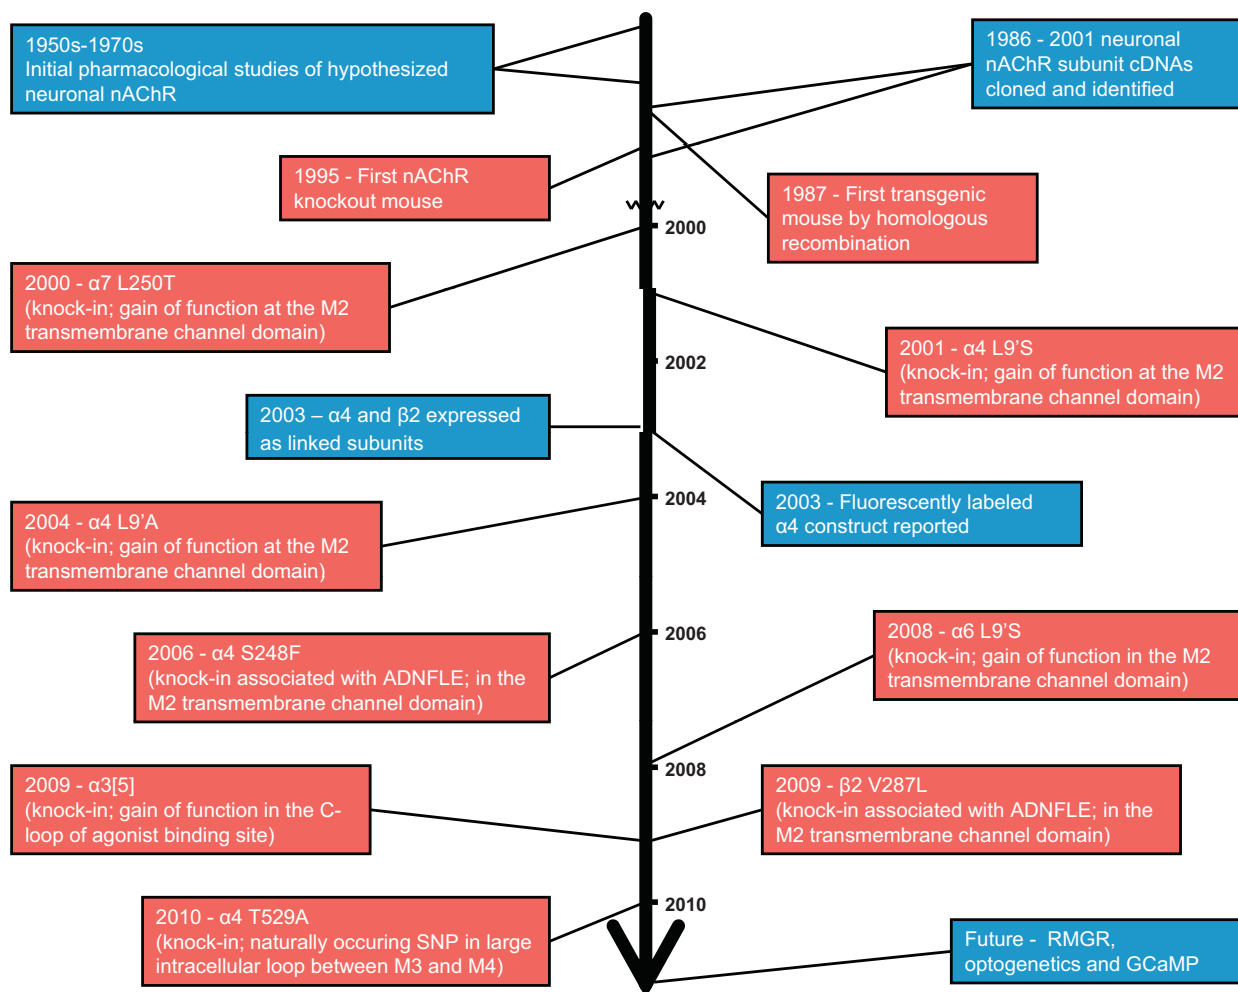 1950s-1970s
Initial pharmacological studies of hypothesized
neuronal nAChR
1986 - 2001 neuronal
nAChR subunit cDNAs
cloned and identified
1995 - First nAChR
knockout mouse
1987 - First transgenic
mouse by homologous
recombination
2000
2000 - α7 L250T
(knock-in; gain of function at the M2
transmembrane channel domain)
2001 - α4 L9'S
(knock-in; gain of function at the M2
transmembrane channel domain)
2002
2003 – α4 and β2 expressed
as linked subunits
2003 - Fluorescently labeled
α4 construct reported
2004
2004 - α4 L9'A
(knock-in; gain of function at the M2
transmembrane channel domain)
2006
2006 - α4 S248F
(knock-in associated with ADNFLE; in the
M2 transmembrane channel domain)
2008 - α6 L9'S
(knock-in; gain of function in the M2
transmembrane channel domain)
2008
2009 - α3[5]
(knock-in; gain of function in the C-
loop of agonist binding site)
2009 - β2 V287L
(knock-in associated with ADNFLE; in the
M2 transmembrane channel domain)
2010
2010 - α4 T529A
(knock-in; naturally occuring SNP in large
intracellular loop between M3 and M4)
Future - RMGR,
optogenetics and GCaMP